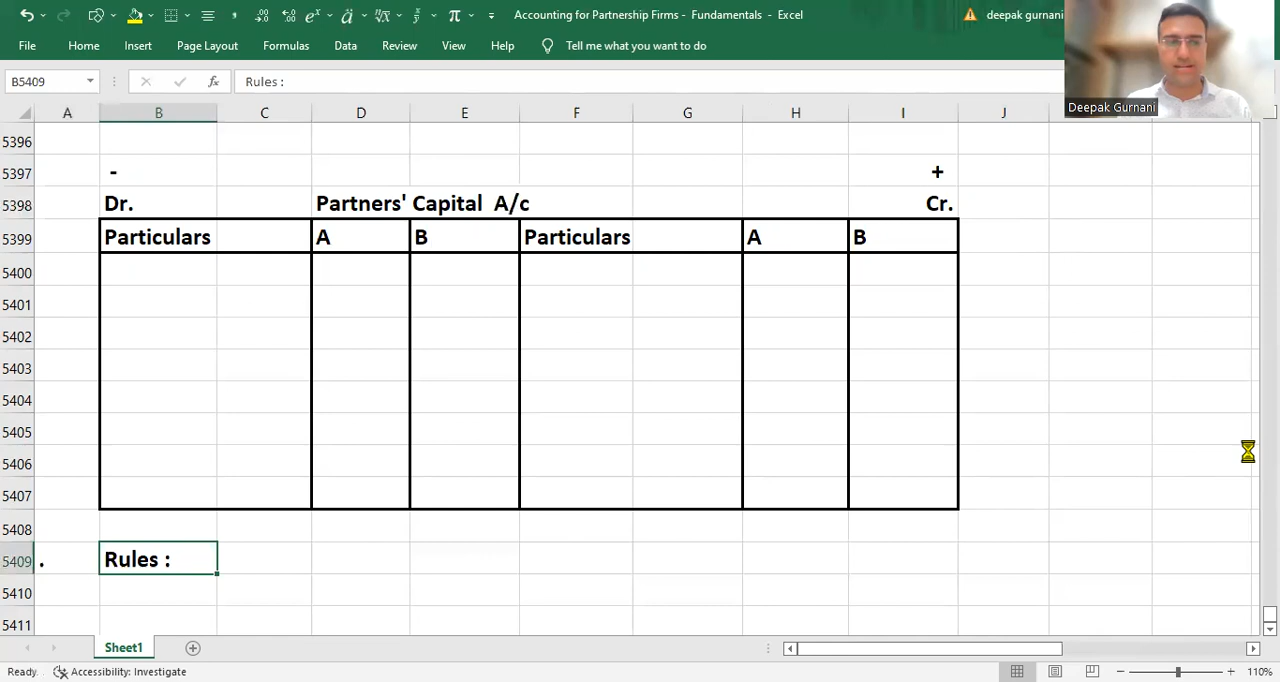 Accounting for Partnership Firms - Fundamentals - Excel
deepak gurnani
File Home Insert Page Layout Formulas Data Review View Help Tell me what you want to do
Deepak Gurnani
B5409 fx Rules :
A B C D E F G H I J
5396
5397 - +
5398 Dr. Partners' Capital A/c Cr.
5399 Particulars A B Particulars A B
5400
5401
5402
5403
5404
5405
5406
5407
5408
5409 . Rules :
5410
5411
Sheet1
Ready Accessibility: Investigate 110%